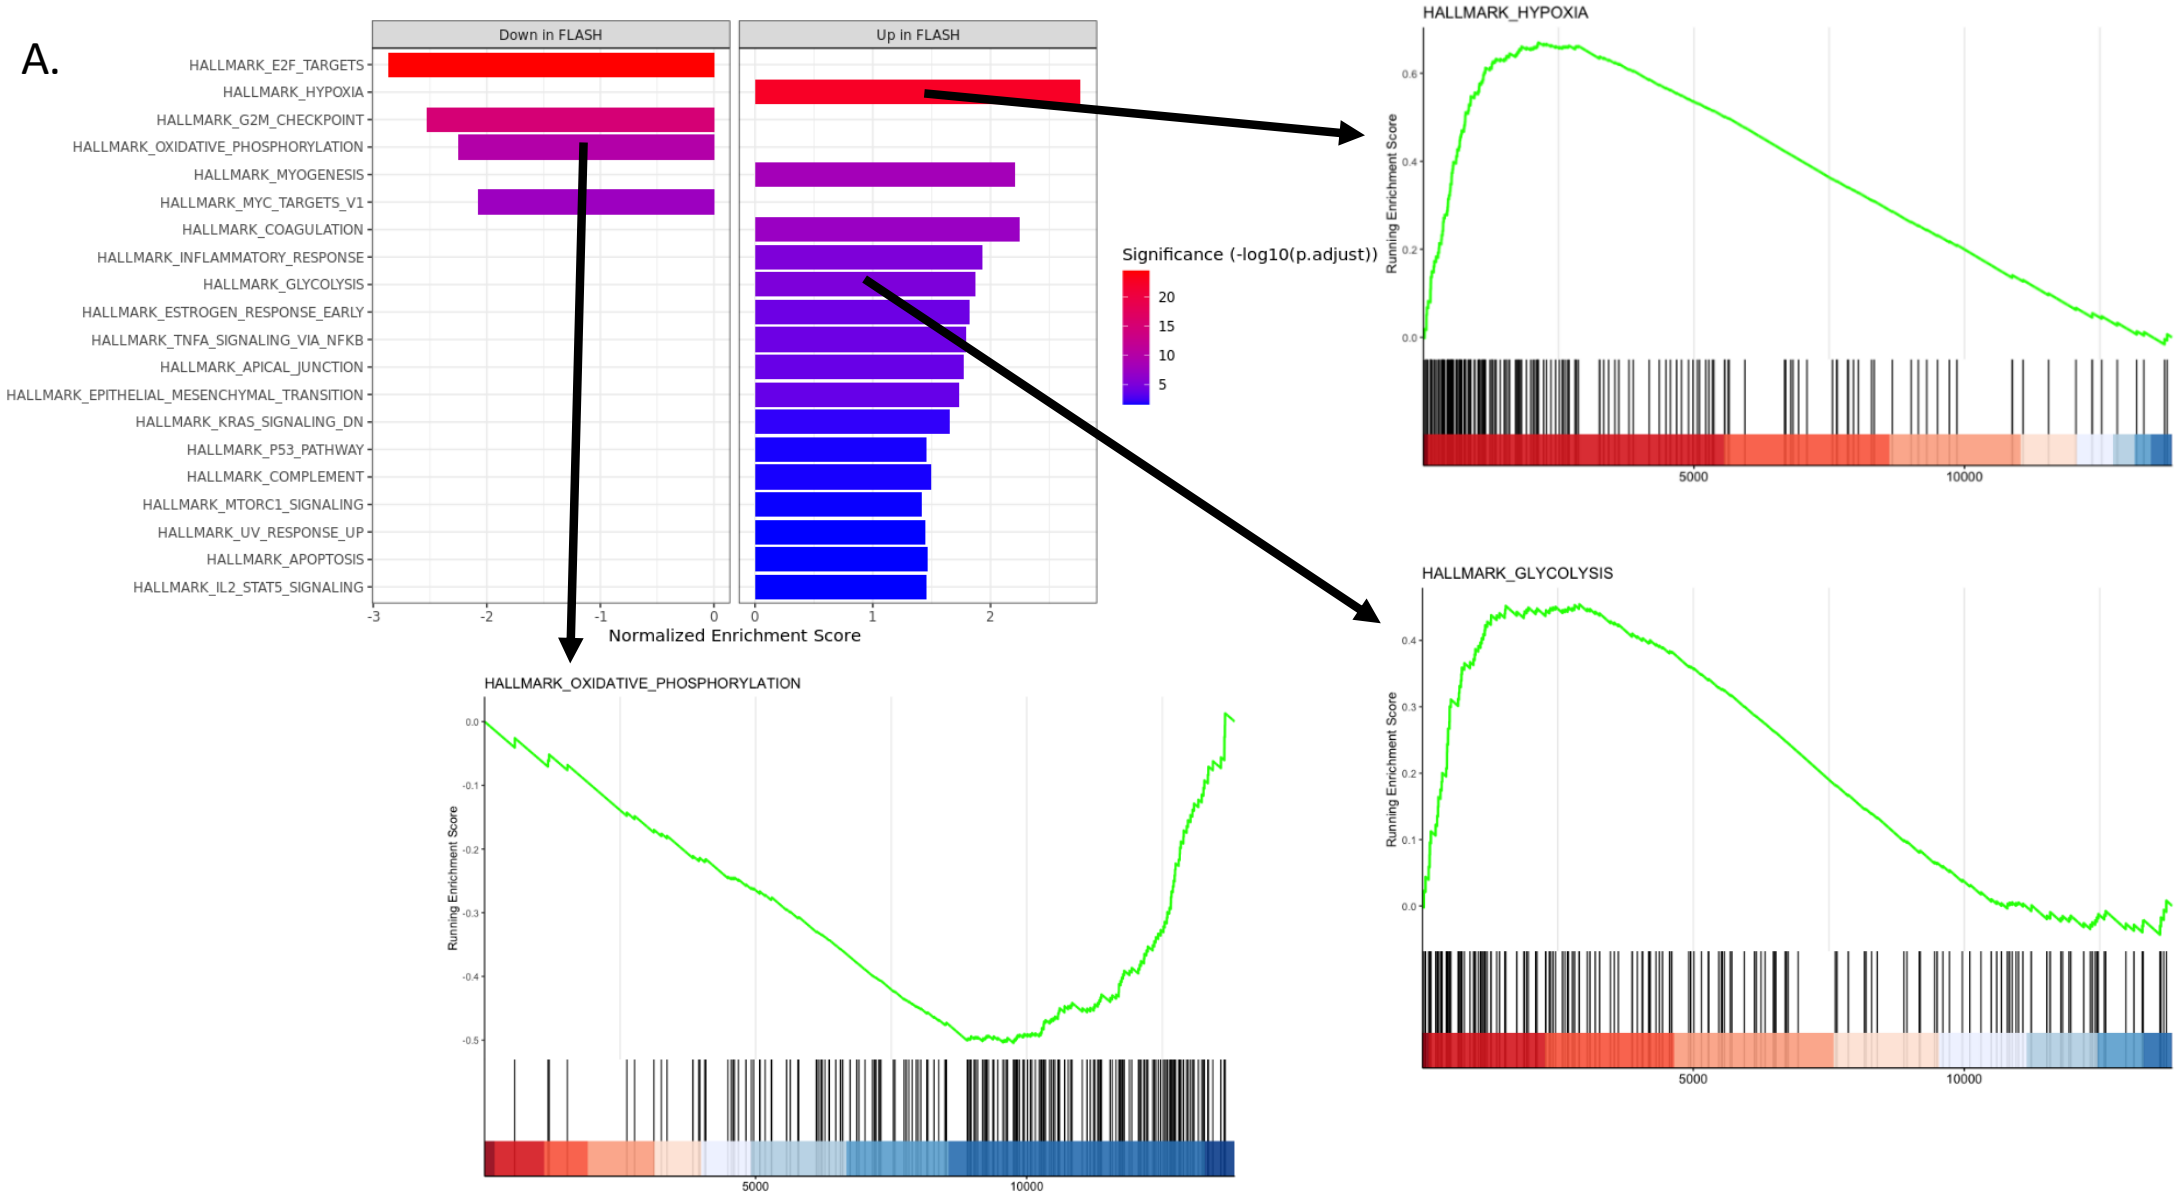 A.
Down in FLASH
Up in FLASH
HALLMARK_E2F_TARGETS
HALLMARK_HYPOXIA
HALLMARK_G2M_CHECKPOINT
HALLMARK_OXIDATIVE_PHOSPHORYLATION
HALLMARK_MYOGENESIS
HALLMARK_MYC_TARGETS_V1
HALLMARK_COAGULATION
HALLMARK_INFLAMMATORY_RESPONSE
HALLMARK_GLYCOLYSIS
HALLMARK_ESTROGEN_RESPONSE_EARLY
HALLMARK_TNFA_SIGNALING_VIA_NFKB
HALLMARK_APICAL_JUNCTION
HALLMARK_EPITHELIAL_MESENCHYMAL_TRANSITION
HALLMARK_KRAS_SIGNALING_DN
HALLMARK_P53_PATHWAY
HALLMARK_COMPLEMENT
HALLMARK_MTORC1_SIGNALING
HALLMARK_UV_RESPONSE_UP
HALLMARK_APOPTOSIS
HALLMARK_IL2_STAT5_SIGNALING
-3 -2 -1 0 0 1 2
Normalized Enrichment Score
Significance (-log10(p.adjust))
20
15
10
5
HALLMARK_HYPOXIA
Running Enrichment Score
0.6
0.4
0.2
0.0
5000 10000
HALLMARK_GLYCOLYSIS
Running Enrichment Score
0.4
0.3
0.2
0.1
0.0
5000 10000
HALLMARK_OXIDATIVE_PHOSPHORYLATION
Running Enrichment Score
0.0
-0.1
-0.2
-0.3
-0.4
-0.5
5000 10000